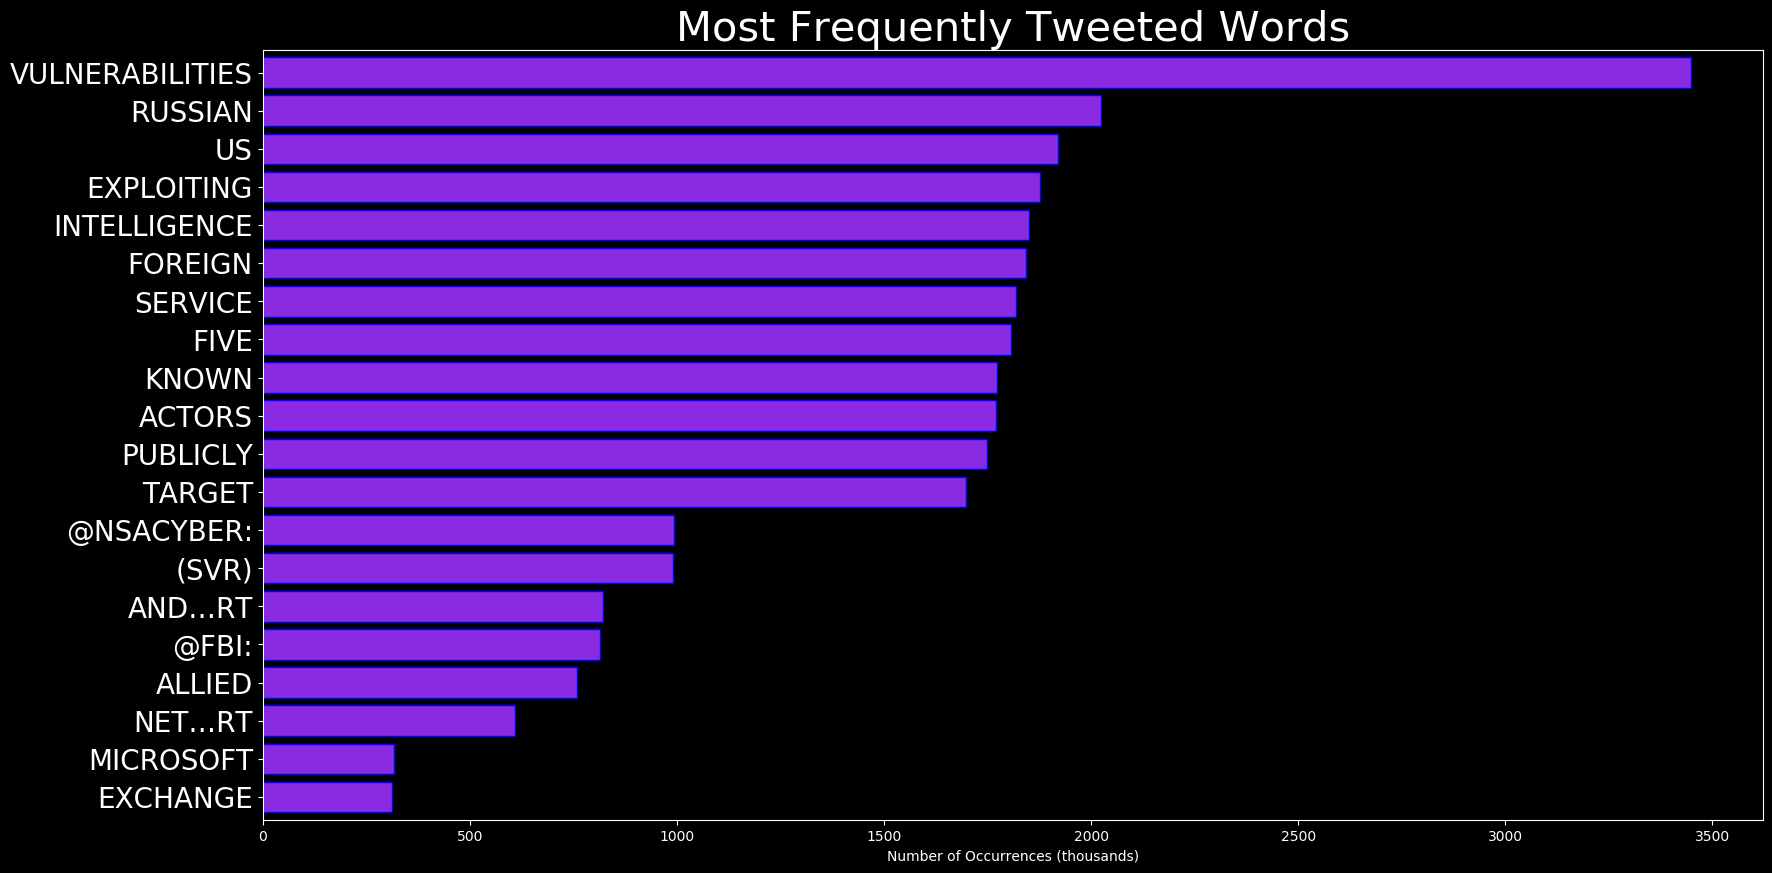 Most Frequently Tweeted Words
VULNERABILITIES
RUSSIAN
US
EXPLOITING
INTELLIGENCE
FOREIGN
SERVICE
FIVE
KNOWN
ACTORS
PUBLICLY
TARGET
@NSACYBER:
(SVR)
AND…RT
@FBI:
ALLIED
NET…RT
MICROSOFT
EXCHANGE
0 500 1000 1500 2000 2500 3000 3500
Number of Occurrences (thousands)